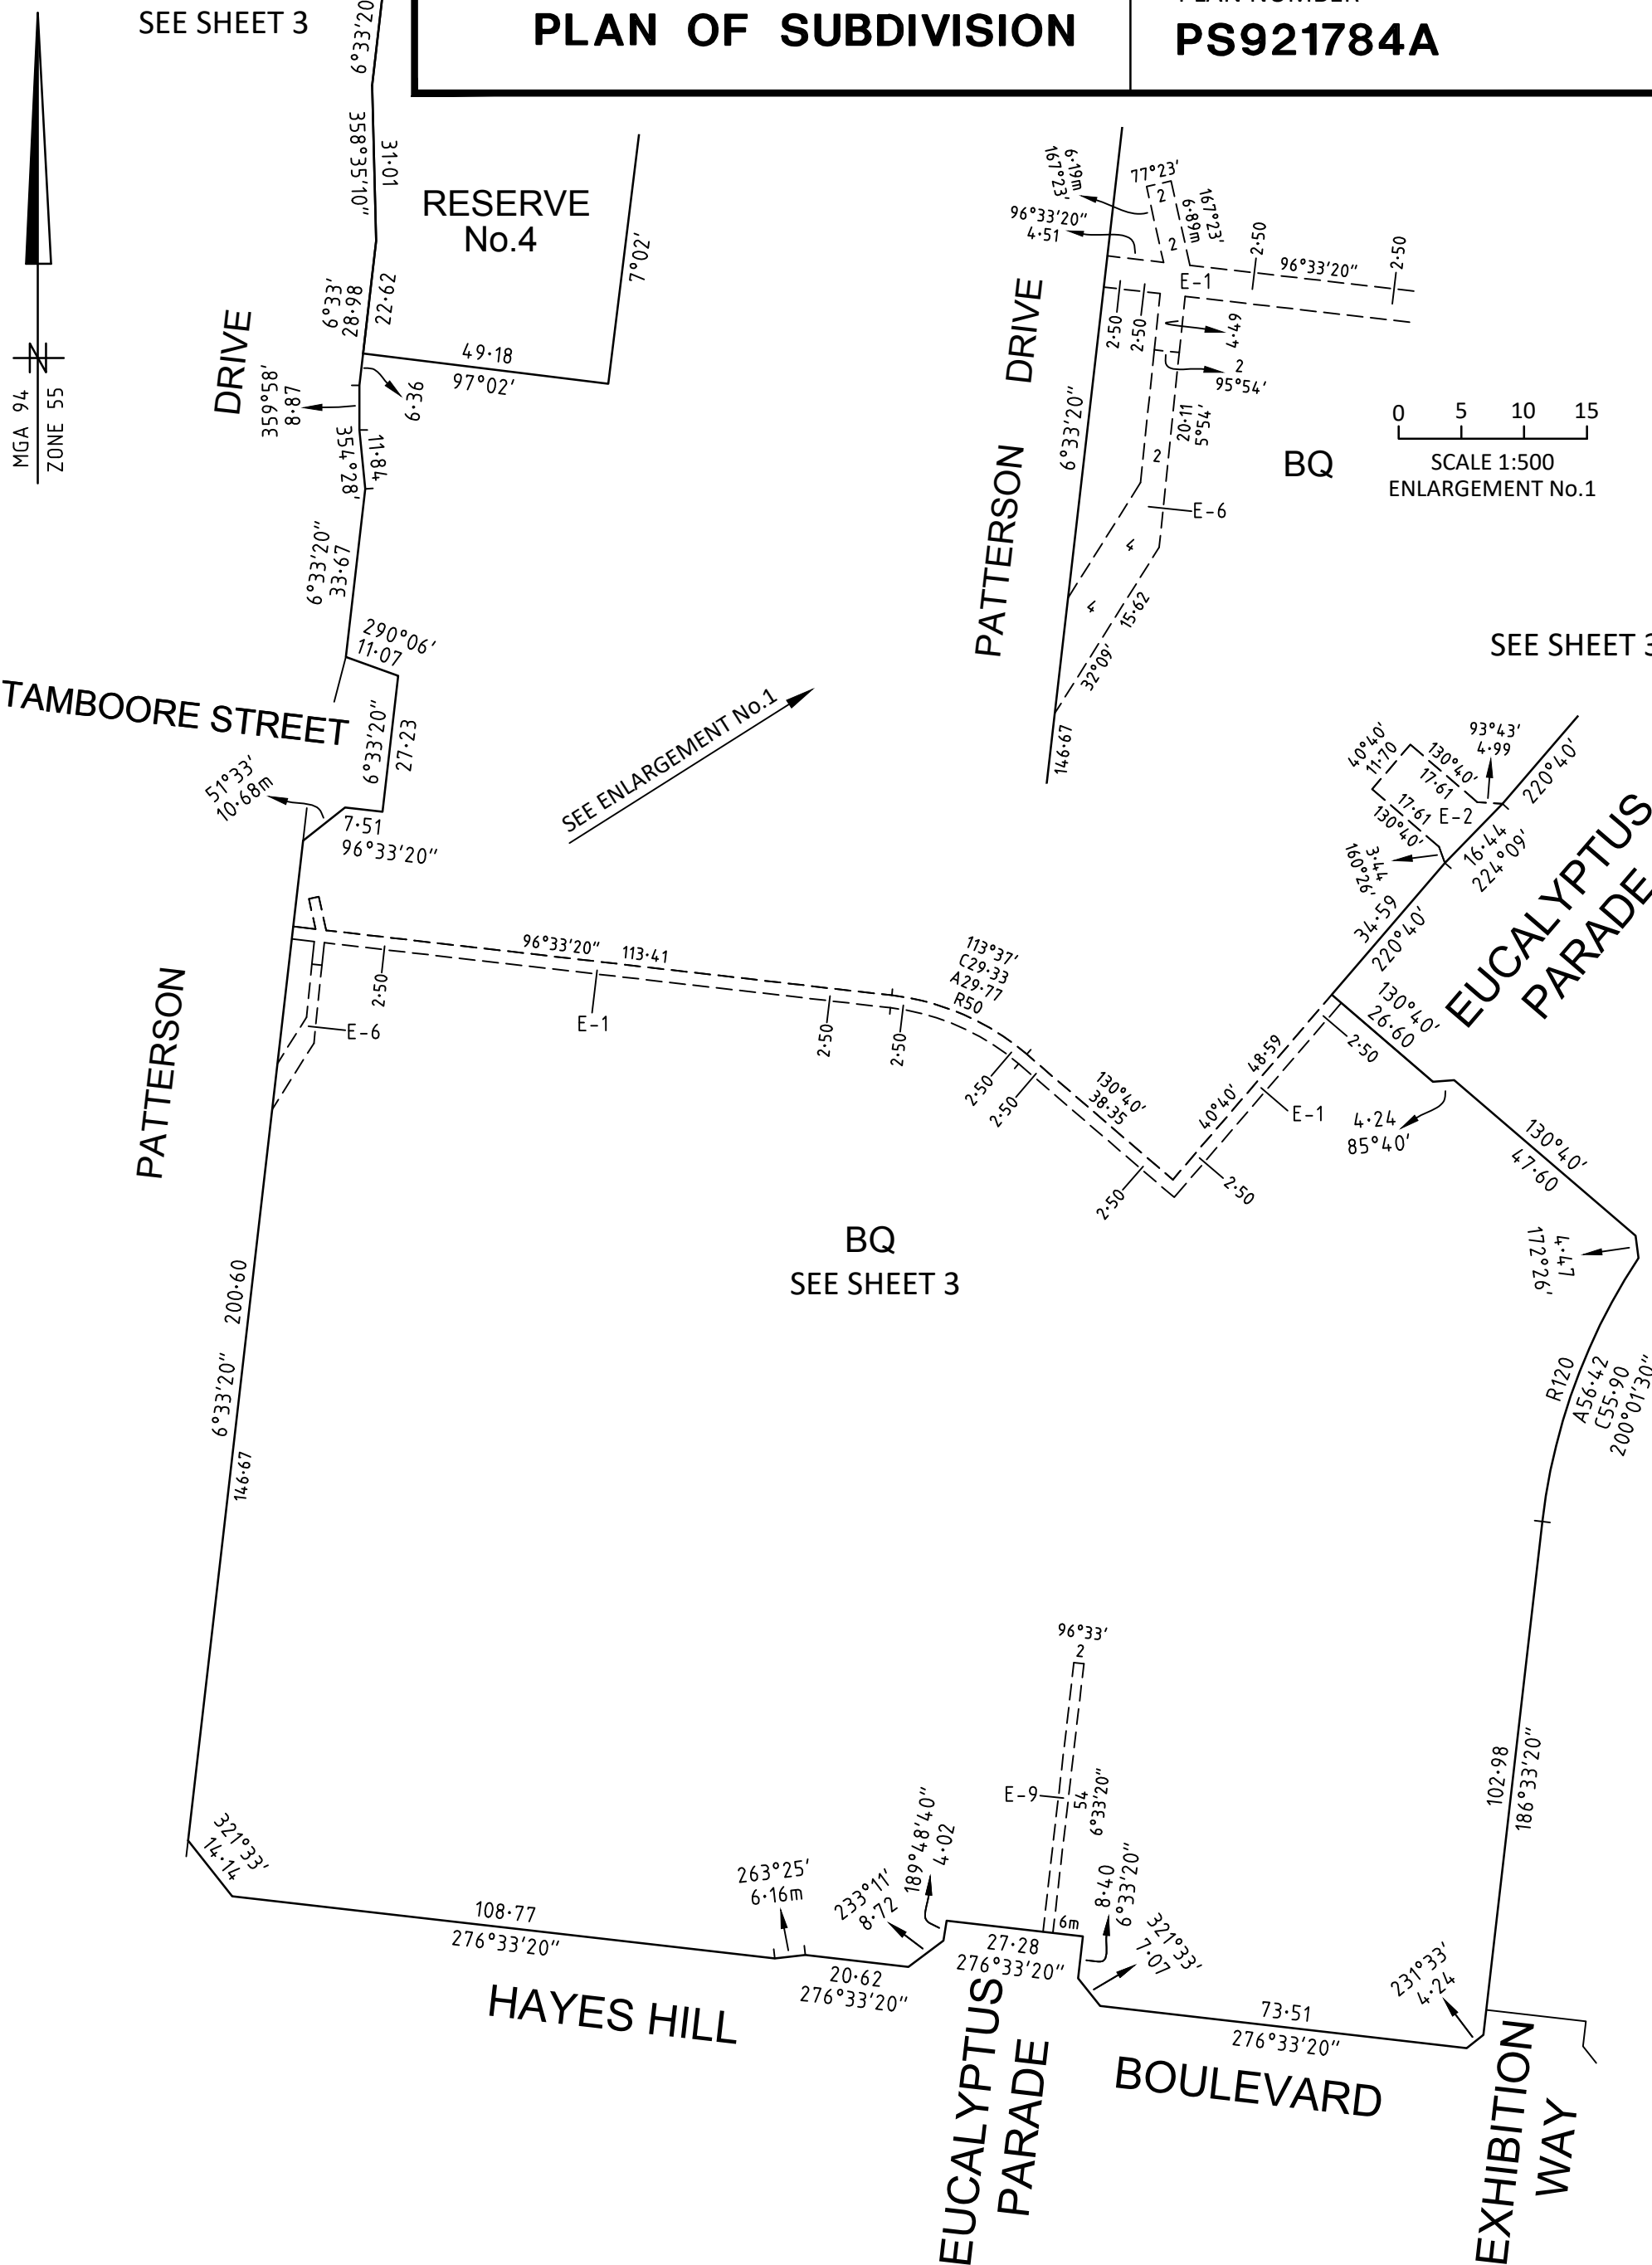 SEE SHEET 3
PLAN OF SUBDIVISION
PS921784A
6°33'20
358°35'10"
31·01
RESERVE
No.4
7°02'
6°33'
28·98
22·62
49·18
97°02'
DRIVE
359°58'
8·87
6·36
MGA 94
ZONE 55
354°28'
11·84
6°33'20"
33·67
290°06'
11·07
TAMBOORE STREET
6°33'20"
27·23
51°33'
10·68m
7·51
96°33'20"
SEE ENLARGEMENT No.1
6·19m
167°23'
77°23'
2
167°23'
6·89m
96°33'20"
4·51
2
2·50
96°33'20"
2·50
E-1
DRIVE
2·50
2·50
4·49
2
95°54'
6°33'20"
20·11
5°54'
2
BQ
0 5 10 15
SCALE 1:500
ENLARGEMENT No.1
PATTERSON
E-6
4
4
15·62
32°09'
146·67
SEE SHEET 3
40°40'
11·70
130°40'
17·61
93°43'
4·99
220°40'
17·61
130°40'
E-2
3·44
160°26'
16·44
224°09'
EUCALYPTUS
PARADE
34·59
220°40'
96°33'20" 113·41
113°37'
C29·33
A29·77
R50
PATTERSON
2·50
E-6
E-1
2·50
2·50
2·50
2·50
130°40'
38·35
40°40'
48·59
E-1
2·50
2·50
2·50
130°40'
26·60
4·24
85°40'
130°40'
47·60
4·47
172°26'
BQ
SEE SHEET 3
200·60
6°33'20"
146·67
R120
A56·42
C55·90
200°01'30"
96°33'
2
E-9
54
6°33'20"
102·98
186°33'20"
321°33'
14·14
108·77
276°33'20"
263°25'
6·16m
233°11'
8·72
189°48'40"
4·02
20·62
276°33'20"
6m
27·28
276°33'20"
8·40
6°33'20"
321°33'
7·07
231°33'
4·24
73·51
276°33'20"
HAYES HILL
EUCALYPTUS
PARADE
BOULEVARD
EXHIBITION
WAY